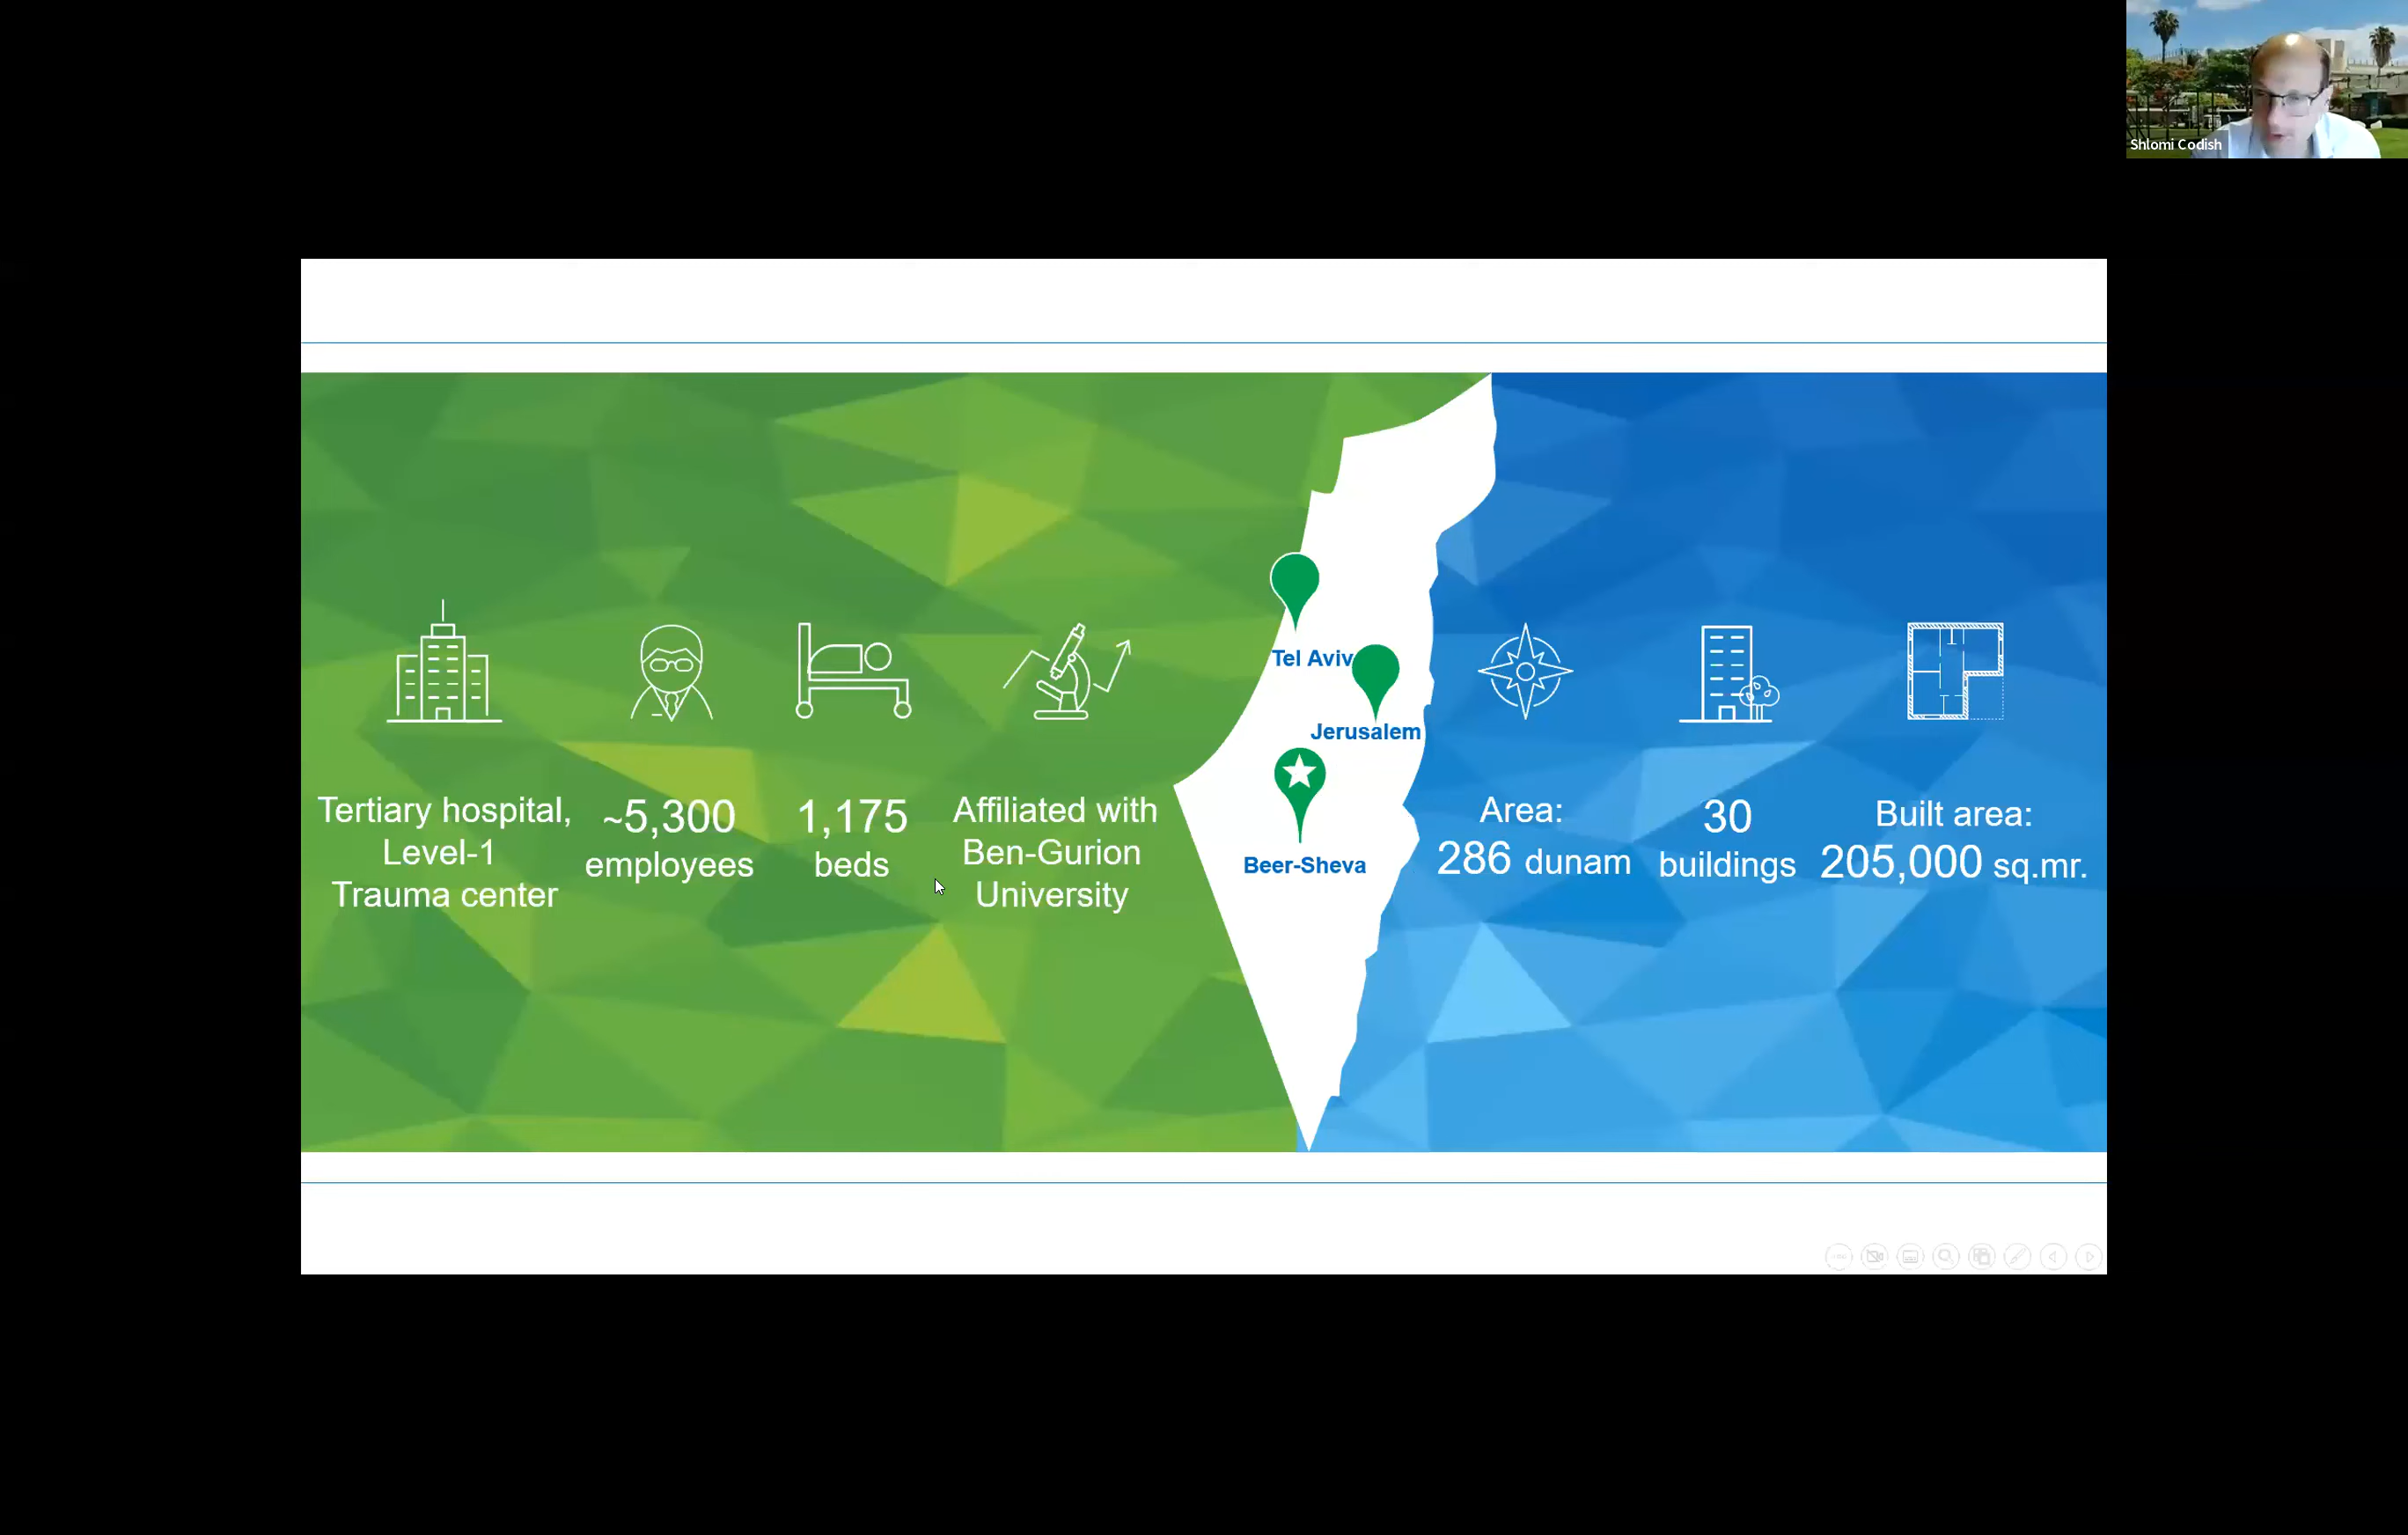 Shlomi Codish
Tel Aviv
Jerusalem
Beer-Sheva
Tertiary hospital,
Level-1
Trauma center
~5,300
employees
1,175
beds
Affiliated with
Ben-Gurion
University
Area:
286 dunam
30
buildings
Built area:
205,000 sq.mr.